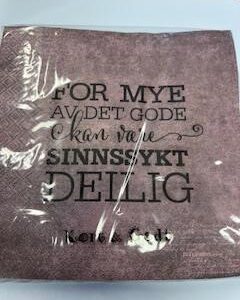 FOR MYE
AV DET GODE
kan være
SINNSSYKT
DEILIG